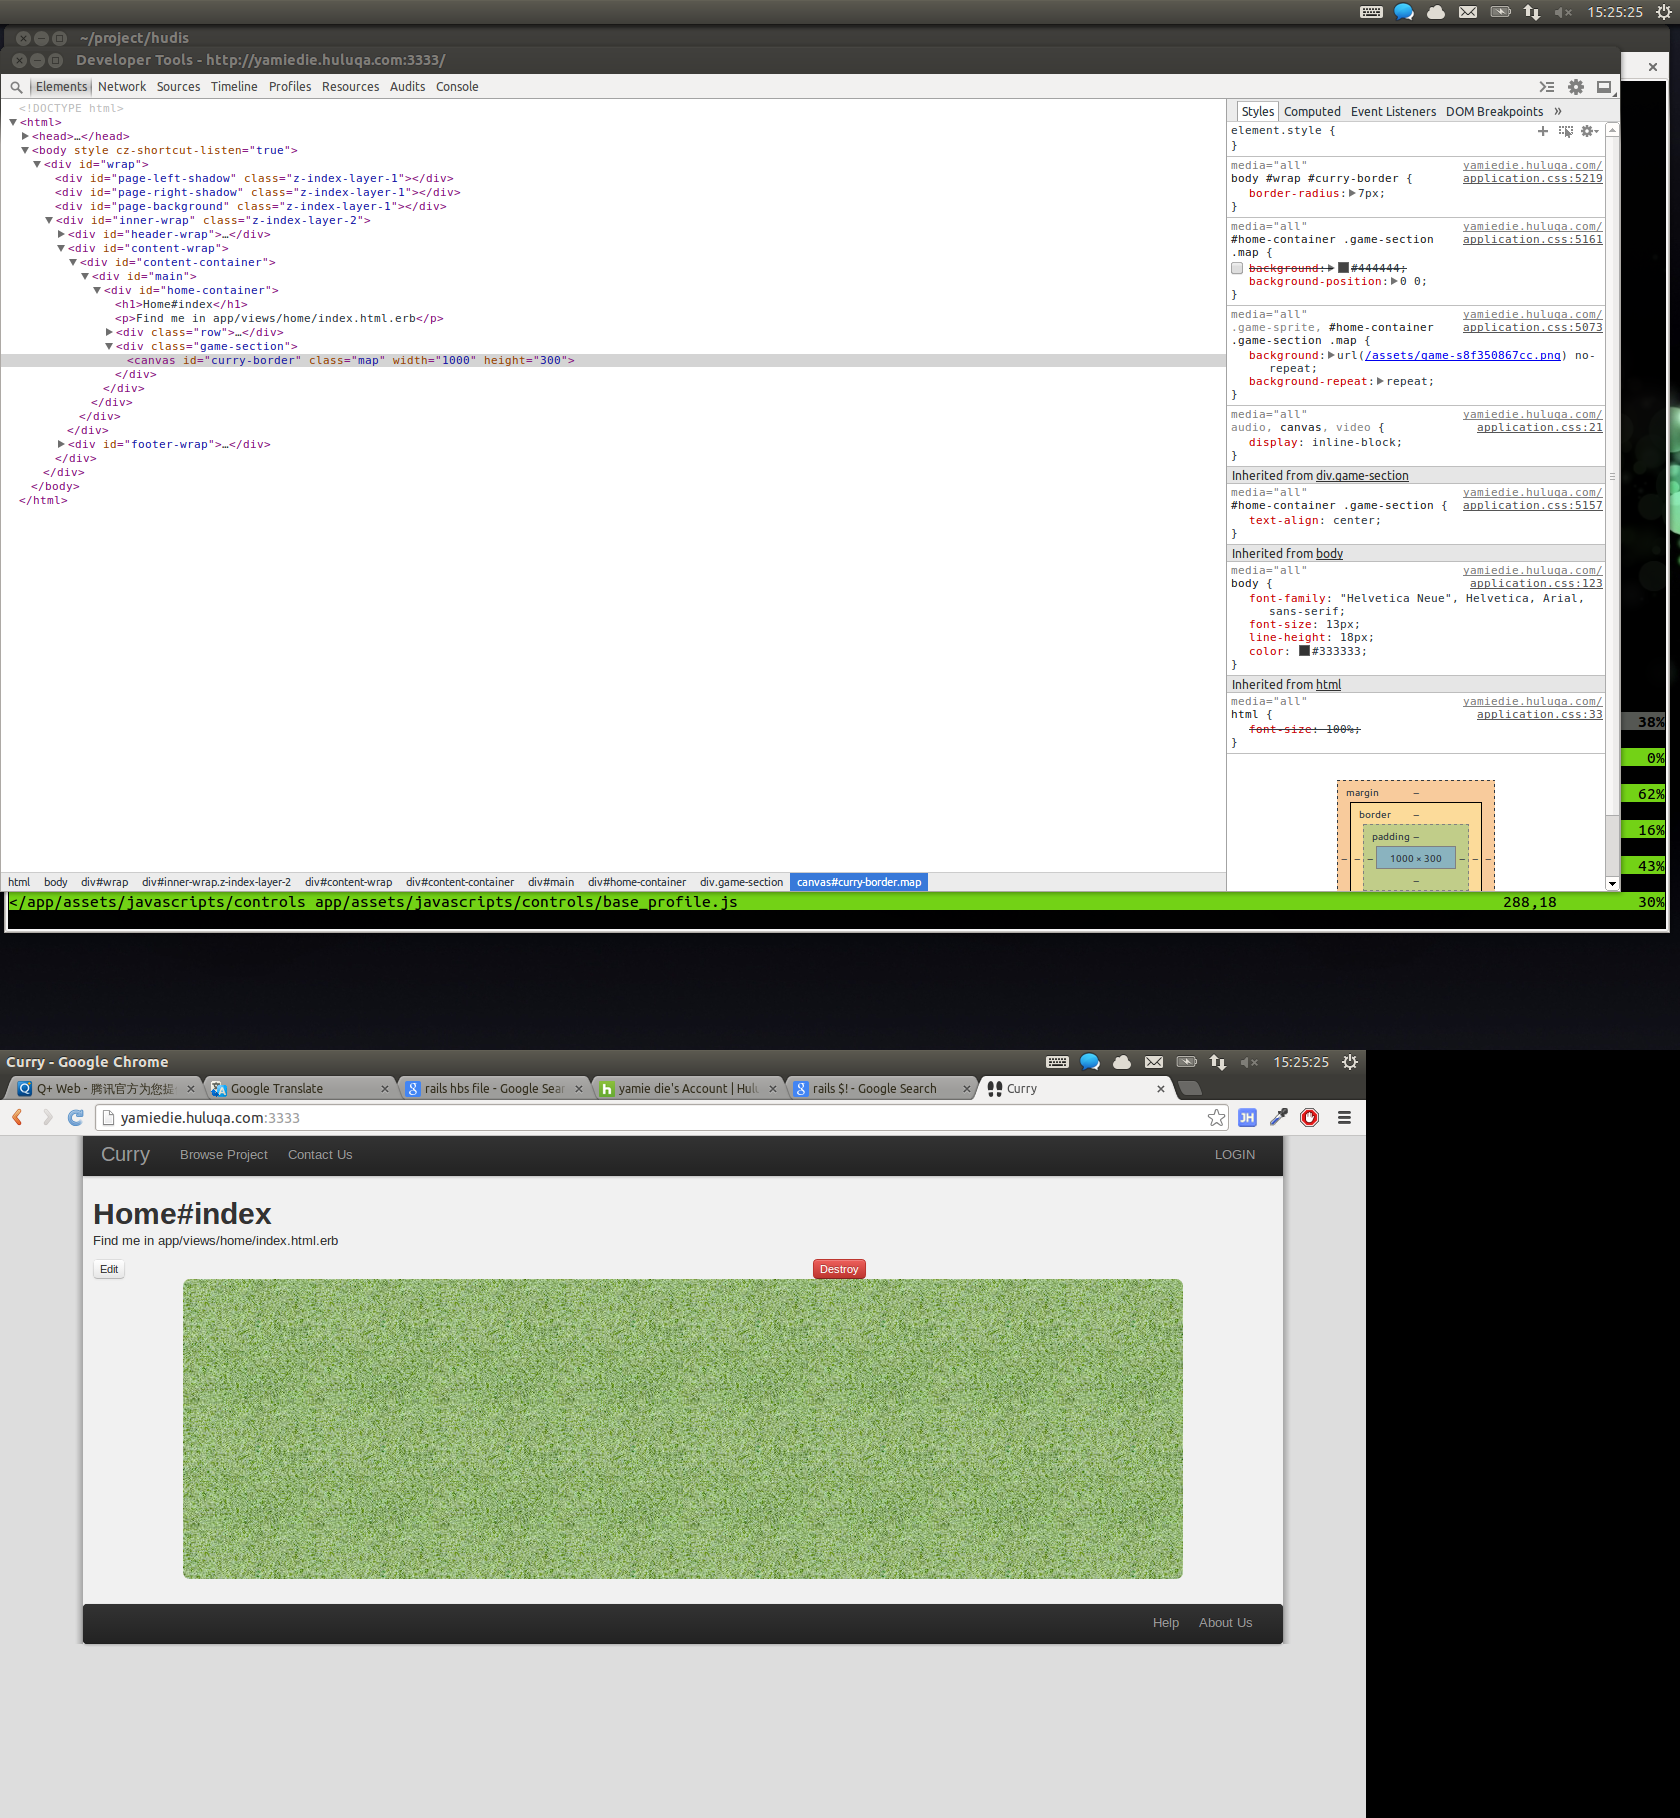 15:25:25
~/project/hudis
Developer Tools - http://yamiedie.huluqa.com:3333/
Elements Network Sources Timeline Profiles Resources Audits Console
<!DOCTYPE html>
<html>
<head>…</head>
<body style cz-shortcut-listen="true">
<div id="wrap">
<div id="page-left-shadow" class="z-index-layer-1"></div>
<div id="page-right-shadow" class="z-index-layer-1"></div>
<div id="page-background" class="z-index-layer-1"></div>
<div id="inner-wrap" class="z-index-layer-2">
<div id="header-wrap">…</div>
<div id="content-wrap">
<div id="content-container">
<div id="main">
<div id="home-container">
<h1>Home#index</h1>
<p>Find me in app/views/home/index.html.erb</p>
<div class="row">…</div>
<div class="game-section">
<canvas id="curry-border" class="map" width="1000" height="300">
</div>
</div>
</div>
</div>
</div>
<div id="footer-wrap">…</div>
</div>
</div>
</body>
</html>
Styles Computed Event Listeners DOM Breakpoints »
element.style {
}
media="all" yamiedie.huluqa.com/
body #wrap #curry-border { application.css:5219
border-radius: 7px;
}
media="all" yamiedie.huluqa.com/
#home-container .game-section application.css:5161
.map {
background: #444444;
background-position: 0 0;
}
media="all" yamiedie.huluqa.com/
.game-sprite, #home-container application.css:5073
.game-section .map {
background: url(/assets/game-s8f350867cc.png) no-
repeat;
background-repeat: repeat;
}
media="all" yamiedie.huluqa.com/
audio, canvas, video { application.css:21
display: inline-block;
}
Inherited from div.game-section
media="all" yamiedie.huluqa.com/
#home-container .game-section { application.css:5157
text-align: center;
}
Inherited from body
media="all" yamiedie.huluqa.com/
body { application.css:123
font-family: "Helvetica Neue", Helvetica, Arial,
sans-serif;
font-size: 13px;
line-height: 18px;
color: #333333;
}
Inherited from html
media="all" yamiedie.huluqa.com/
html { application.css:33
font-size: 100%;
}
margin –
border –
padding –
– – – 1000 × 300 – – –
–
38%
0%
62%
16%
43%
html body div#wrap div#inner-wrap.z-index-layer-2 div#content-wrap div#content-container div#main div#home-container div.game-section canvas#curry-border.map
</app/assets/javascripts/controls app/assets/javascripts/controls/base_profile.js 288,18 30%
Curry - Google Chrome 15:25:25
Q+ Web - 腾讯官方为您提 Google Translate rails hbs file - Google Sear yamie die's Account | Hulu rails $! - Google Search Curry
yamiedie.huluqa.com:3333 JH
Curry Browse Project Contact Us LOGIN
Home#index
Find me in app/views/home/index.html.erb
Edit Destroy
Help About Us